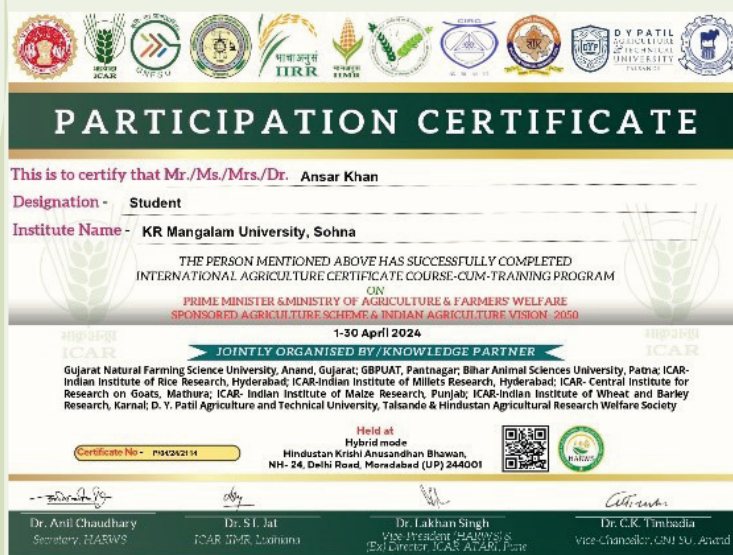 ICAR
GNFSU
IIRR
IIMR
D Y PATIL
AGRICULTURE
& TECHNICAL
UNIVERSITY
TALSANDE
PARTICIPATION CERTIFICATE
This is to certify that Mr./Ms./Mrs./Dr. Ansar Khan
Designation - Student
Institute Name - KR Mangalam University, Sohna
THE PERSON MENTIONED ABOVE HAS SUCCESSFULLY COMPLETED
INTERNATIONAL AGRICULTURE CERTIFICATE COURSE-CUM-TRAINING PROGRAM
ON
PRIME MINISTER &MINISTRY OF AGRICULTURE & FARMERS' WELFARE
SPONSORED AGRICULTURE SCHEME & INDIAN AGRICULTURE VISION- 2050
1-30 April 2024
ICAR
ICAR
JOINTLY ORGANISED BY/KNOWLEDGE PARTNER
Gujarat Natural Farming Science University, Anand, Gujarat; GBPUAT, Pantnagar; Bihar Animal Sciences University, Patna; ICAR-
Indian Institute of Rice Research, Hyderabad; ICAR-Indian Institute of Millets Research, Hyderabad; ICAR- Central Institute for
Research on Goats, Mathura; ICAR- Indian Institute of Maize Research, Punjab; ICAR-Indian Institute of Wheat and Barley
Research, Karnal; D. Y. Patil Agriculture and Technical University, Talsande & Hindustan Agricultural Research Welfare Society
Held at
Hybrid mode
Hindustan Krishi Anusandhan Bhawan,
NH- 24, Delhi Road, Moradabad (UP) 244001
Certificate No -
HARWS
Dr. Anil Chaudhary
Secretary, HARWS
Dr. S L Jat
ICAR IIMR, Ludhiana
Dr. Lakhan Singh
Vice-President (HARWS) &
(Ex) Director, ICAR ATARI, Pune
Dr. C.K. Timbadia
Vice-Chancellor, GNFSU, Anand